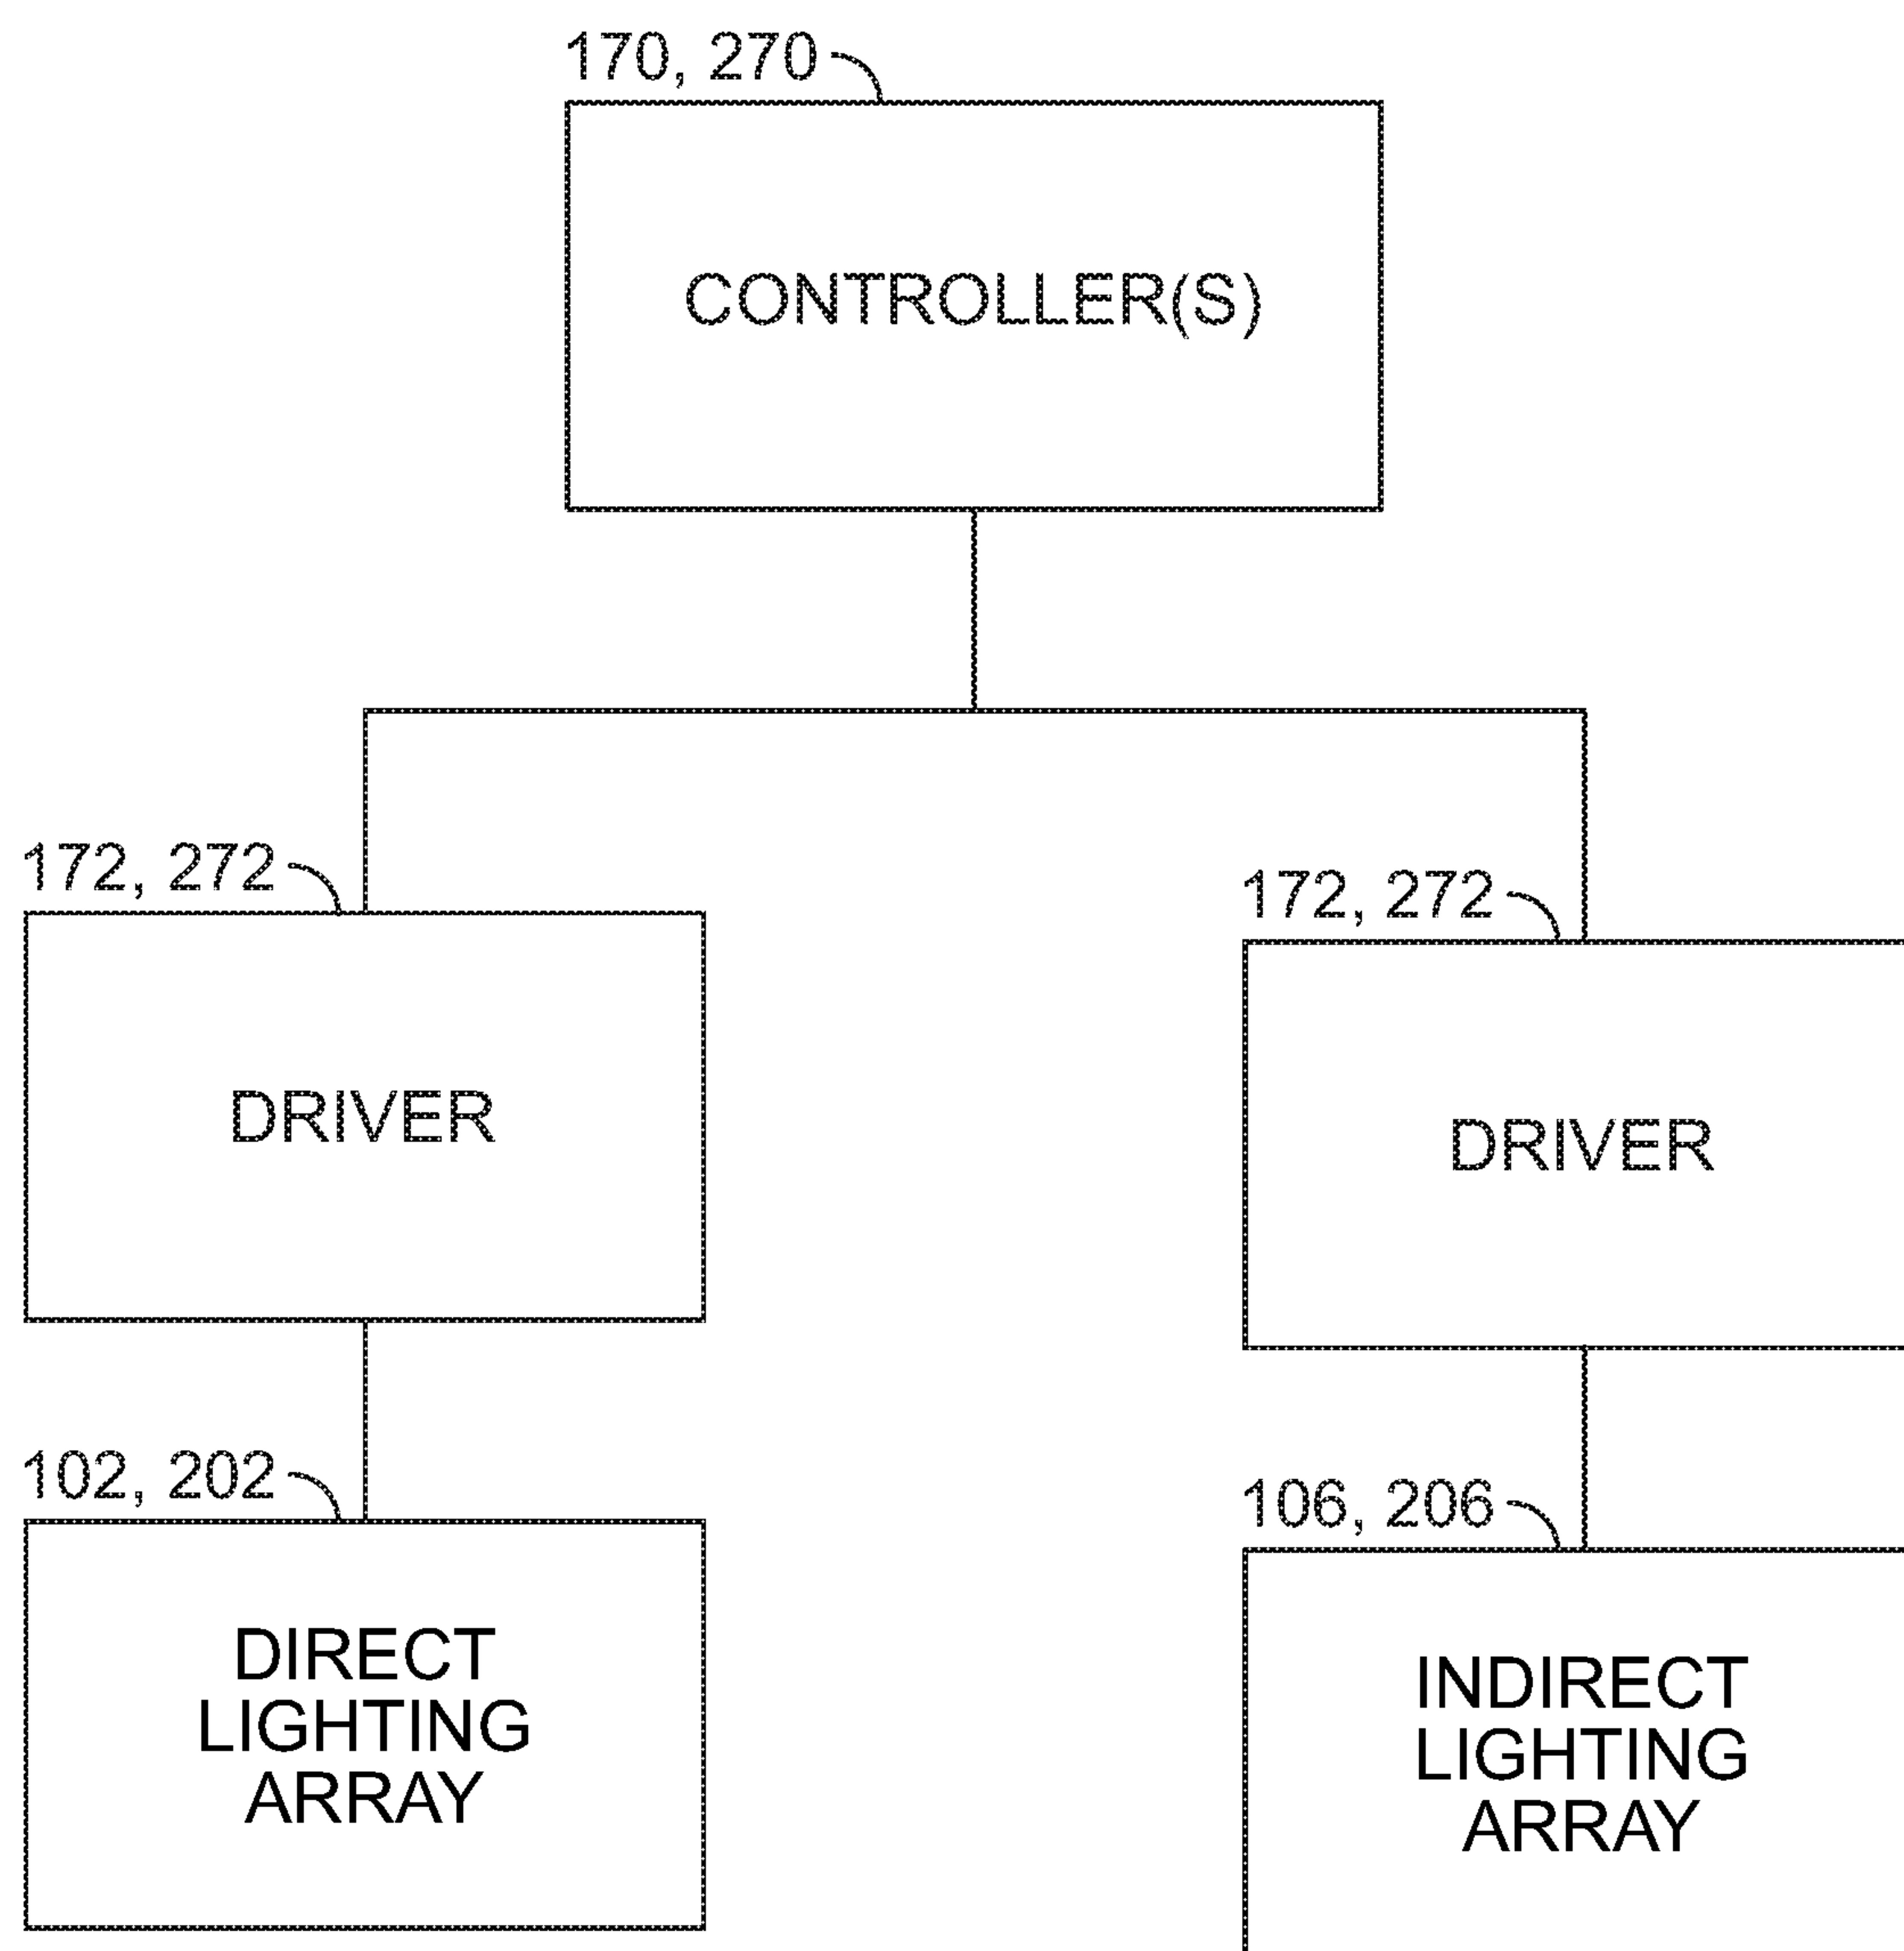 170, 270
CONTROLLER(S)
172, 272
172, 272
DRIVER
DRIVER
102, 202
106, 206
DIRECT
LIGHTING
ARRAY
INDIRECT
LIGHTING
ARRAY